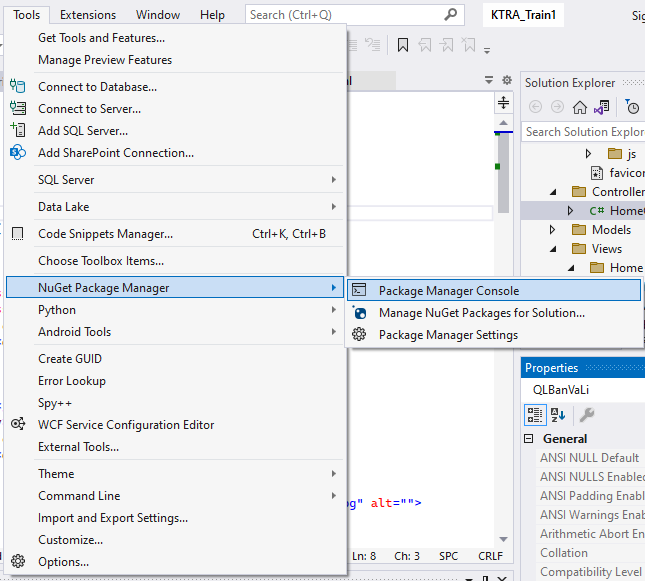 Tools Extensions Window Help Search (Ctrl+Q) KTRA_Train1
Get Tools and Features...
Manage Preview Features
Connect to Database...
Connect to Server...
Add SQL Server...
Add SharePoint Connection...
SQL Server
Data Lake
Code Snippets Manager... Ctrl+K, Ctrl+B
Choose Toolbox Items...
NuGet Package Manager
Python
Android Tools
Create GUID
Error Lookup
Spy++
WCF Service Configuration Editor
External Tools...
Theme
Command Line
Import and Export Settings...
Customize...
Options...
Package Manager Console
Manage NuGet Packages for Solution...
Package Manager Settings
g" alt="">
Ln: 8 Ch: 3 SPC CRLF
Solution Explorer
Search Solution Explor
js
favicon
Controller
C# Home
Models
Views
Home
Properties
QLBanVaLi
General
ANSI NULL Default
ANSI NULLS Enabled
ANSI Padding Enabl
ANSI Warnings Enab
Arithmetic Abort En
Collation
Compatibility Level